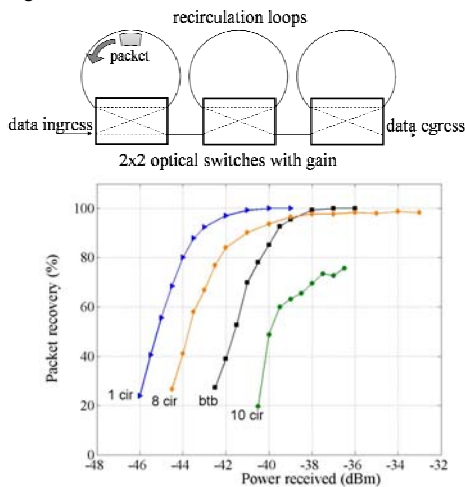 recirculation loops
packet
data ingress
data egress
2x2 optical switches with gain
100
80
60
40
20
0
Packet recovery (%)
1 cir
8 cir
btb
10 cir
-48 -46 -44 -42 -40 -38 -36 -34 -32
Power received (dBm)